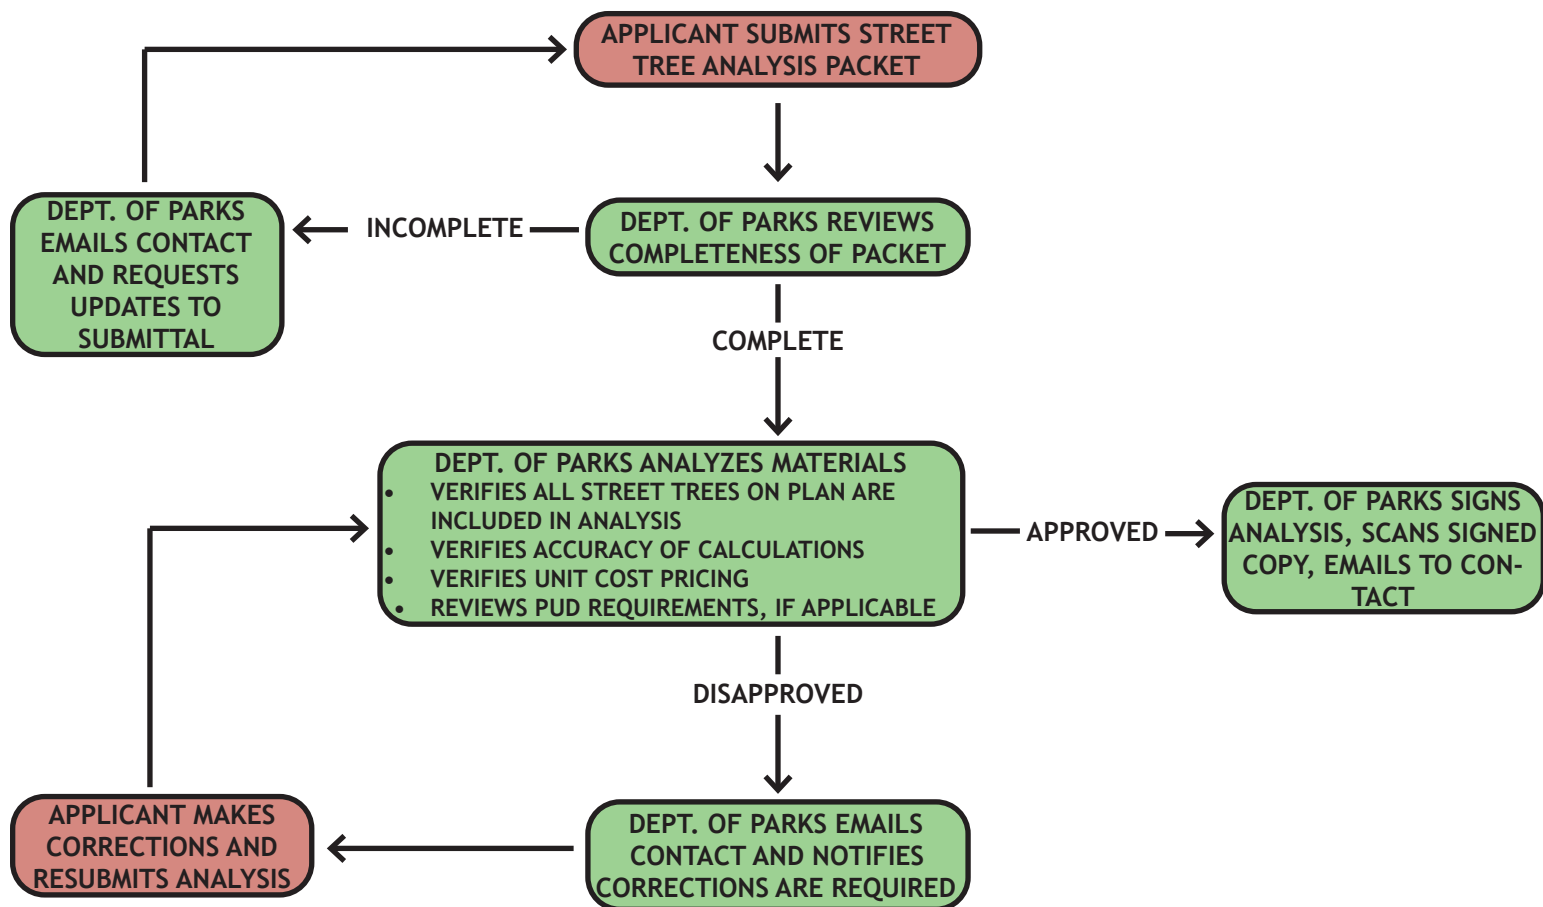 APPLICANT SUBMITS STREET
TREE ANALYSIS PACKET
DEPT. OF PARKS
EMAILS CONTACT
AND REQUESTS
UPDATES TO
SUBMITTAL
INCOMPLETE
DEPT. OF PARKS REVIEWS
COMPLETENESS OF PACKET
COMPLETE
DEPT. OF PARKS ANALYZES MATERIALS
• VERIFIES ALL STREET TREES ON PLAN ARE
INCLUDED IN ANALYSIS
• VERIFIES ACCURACY OF CALCULATIONS
• VERIFIES UNIT COST PRICING
• REVIEWS PUD REQUIREMENTS, IF APPLICABLE
APPROVED
DEPT. OF PARKS SIGNS
ANALYSIS, SCANS SIGNED
COPY, EMAILS TO CON-
TACT
DISAPPROVED
DEPT. OF PARKS EMAILS
CONTACT AND NOTIFIES
CORRECTIONS ARE REQUIRED
APPLICANT MAKES
CORRECTIONS AND
RESUBMITS ANALYSIS